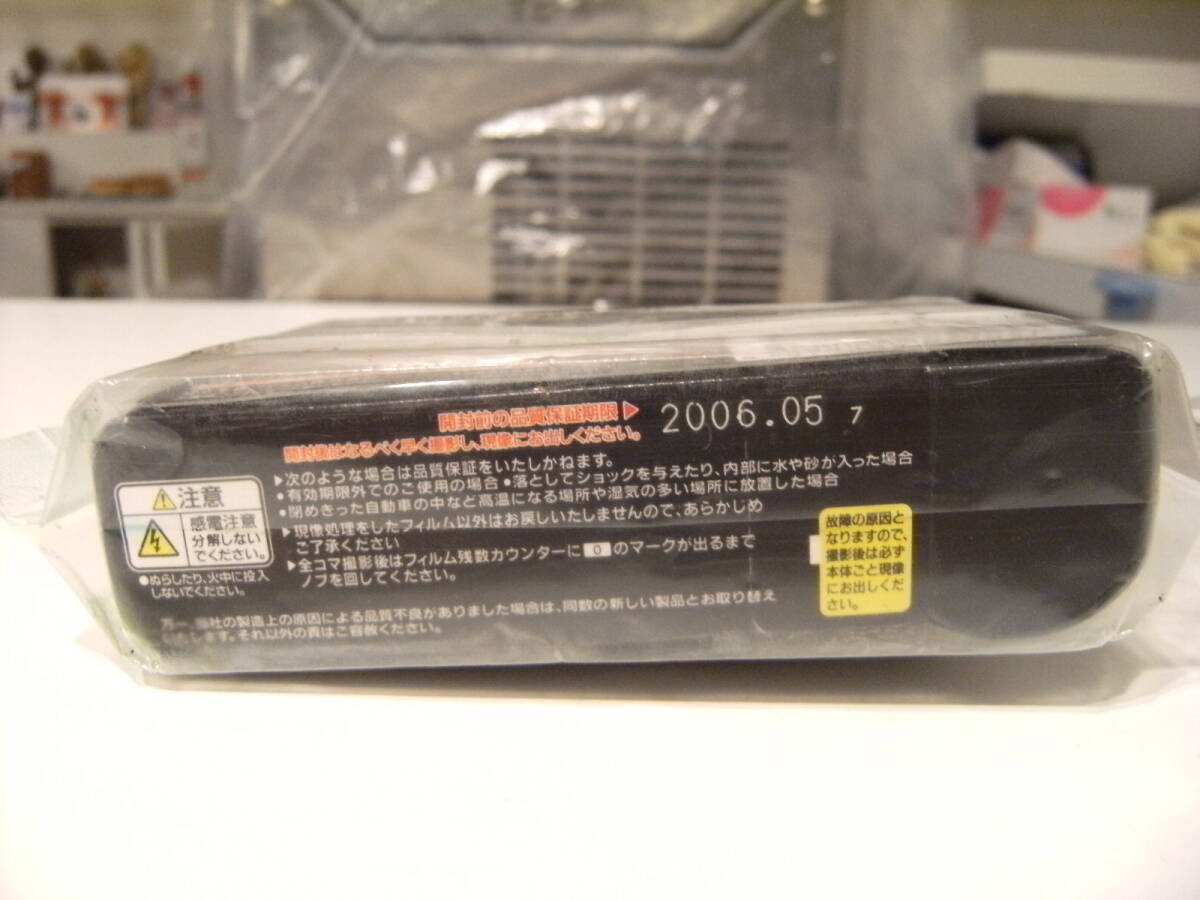 開封前の品質保証期限▶ 2006.05 7
開封後はなるべく早く撮影し、現像にお出しください。
▶次のような場合は品質保証をいたしかねます。
•有効期限外でのご使用の場合 •落としてショックを与えたり、内部に水や砂が入った場合
•閉めきった自動車の中など高温になる場所や湿気の多い場所に放置した場合
▶現像処理をしたフィルム以外はお戻しいたしませんので、あらかじめ
ご了承ください
▶全コマ撮影後はフィルム残数カウンターに 0 のマークが出るまで
ノブを回してください。
万一、当社の製造上の原因による品質不良がありました場合は、同数の新しい製品とお取り替え
いたします。それ以外の責はご容赦ください。
注意
感電注意
分解しない
でください。
•ぬらしたり、火中に投入
しないでください。
故障の原因と
なりますので、
撮影後は必ず
本体ごと現像
にお出しくだ
さい。